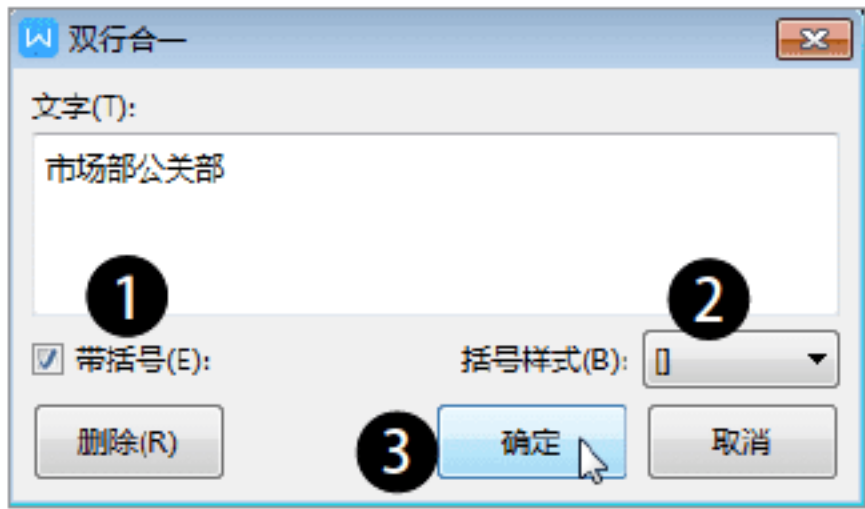 双行合一
文字(T):
市场部公关部
1
2
带括号(E):
括号样式(B):
[]
删除(R)
3
确定
取消